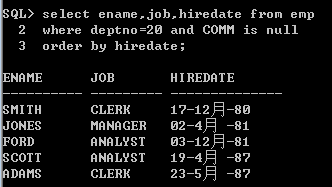 SQL> select ename,job,hiredate from emp
2 where deptno=20 and COMM is null
3 order by hiredate;
ENAME JOB HIREDATE
---------- --------- --------------
SMITH CLERK 17-12月-80
JONES MANAGER 02-4月 -81
FORD ANALYST 03-12月-81
SCOTT ANALYST 19-4月 -87
ADAMS CLERK 23-5月 -87